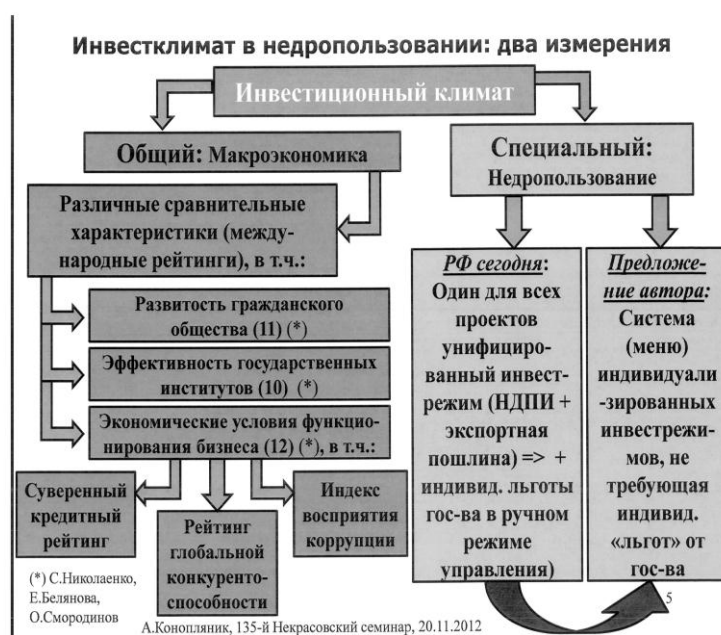 Инвестклимат в недропользовании: два измерения
Инвестиционный климат
Общий: Макроэкономика
Специальный:
Недропользование
Различные сравнительные
характеристики (между-
народные рейтинги), в т.ч.:
Развитость гражданского
общества (11) (*)
Эффективность государственных
институтов (10) (*)
Экономические условия функцио-
нирования бизнеса (12) (*), в т.ч.:
Суверенный
кредитный
рейтинг
Рейтинг
глобальной
конкуренто-
способности
Индекс
восприятия
коррупции
РФ сегодня:
Один для всех
проектов
унифициро-
ванный инвест-
режим (НДПИ +
экспортная
пошлина) => +
индивид. льготы
гос-ва в ручном
режиме
управления)
Предложе-
ние автора:
Система
(меню)
индивидуали
-зированных
инвестрежи-
мов, не
требующая
индивид.
«льгот» от
гос-ва
(*) С.Николаенко,
Е.Белянова,
О.Смородинов
А.Конопляник, 135-й Некрасовский семинар, 20.11.2012
5